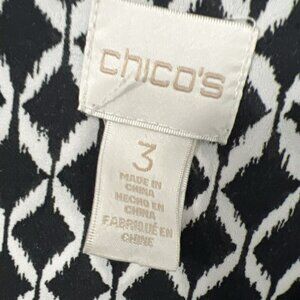 chico's
3
MADE IN
CHINA
HECHO EN
CHINA
FABRIQUÉ EN
CHINE